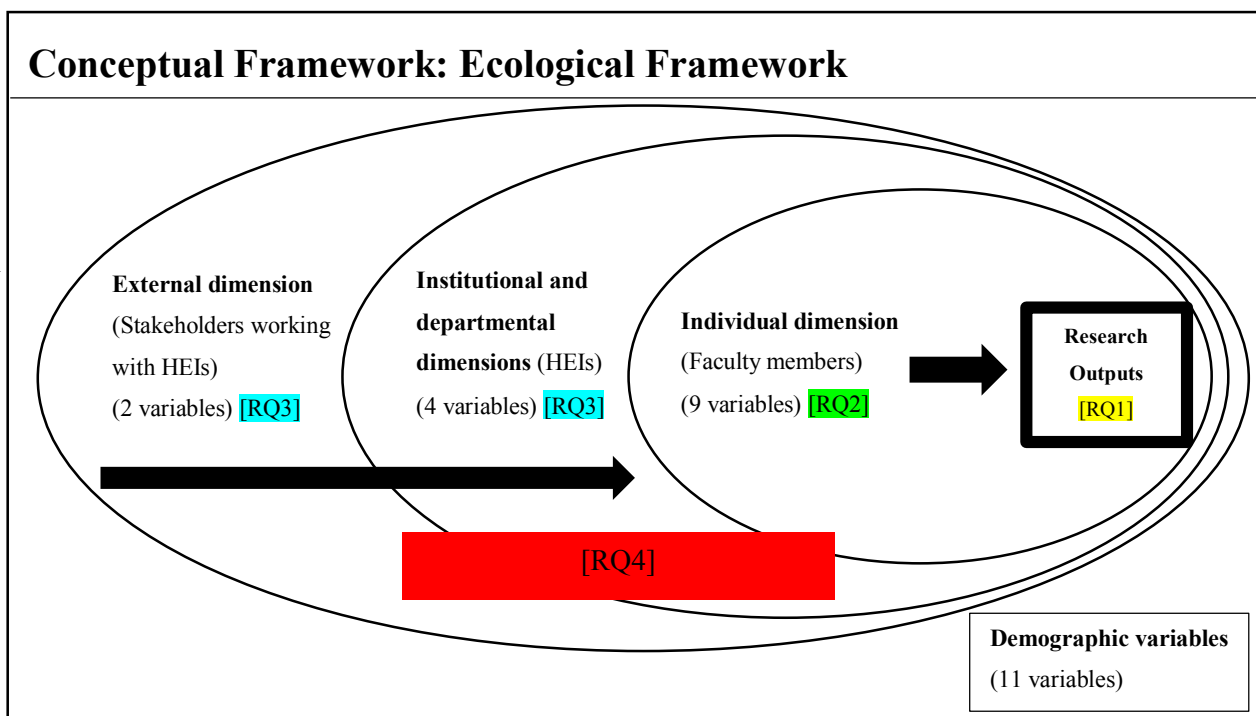 Conceptual Framework: Ecological Framework
External dimension
(Stakeholders working
with HEIs)
(2 variables) [RQ3]
Institutional and
departmental
dimensions (HEIs)
(4 variables) [RQ3]
Individual dimension
(Faculty members)
(9 variables) [RQ2]
Research
Outputs
[RQ1]
[RQ4]
Demographic variables
(11 variables)